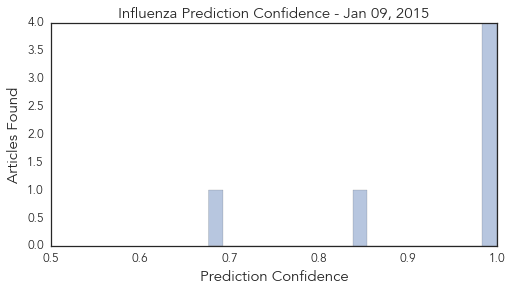 Influenza Prediction Confidence - Jan 09, 2015
Articles Found
4.0
3.5
3.0
2.5
2.0
1.5
1.0
0.5
0.0
0.5 0.6 0.7 0.8 0.9 1.0
Prediction Confidence